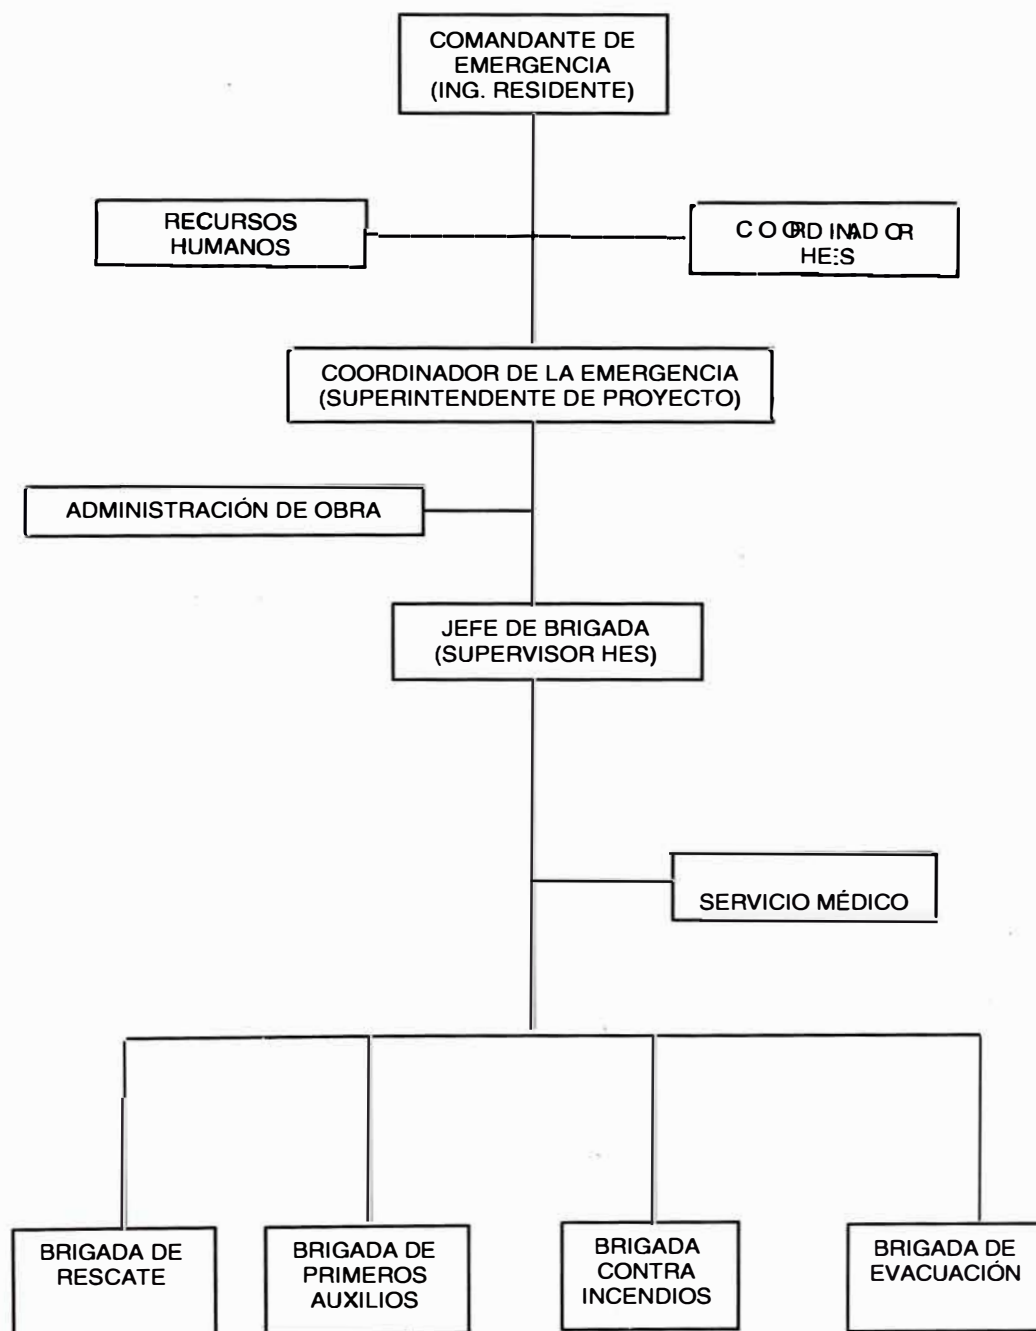 COMANDANTE DE
EMERGENCIA
(ING. RESIDENTE)
RECURSOS
HUMANOS
COORDINADOR
HES
COORDINADOR DE LA EMERGENCIA
(SUPERINTENDENTE DE PROYECTO)
ADMINISTRACIÓN DE OBRA
JEFE DE BRIGADA
(SUPERVISOR HES)
SERVICIO MÉDICO
BRIGADA DE
RESCATE
BRIGADA DE
PRIMEROS
AUXILIOS
BRIGADA
CONTRA
INCENDIOS
BRIGADA DE
EVACUACIÓN